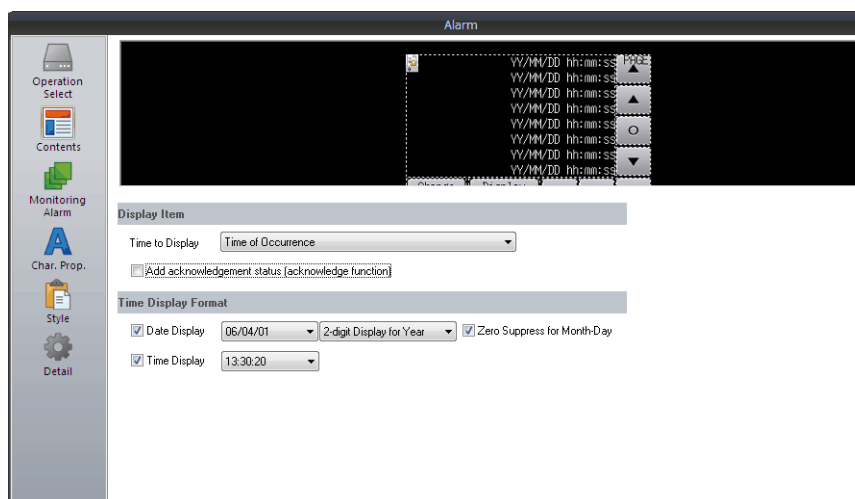 Alarm
Operation
Select
Contents
Monitoring
Alarm
Char. Prop.
Style
Detail
YY/MM/DD hh:mm:ss PAGE
YY/MM/DD hh:mm:ss
YY/MM/DD hh:mm:ss
YY/MM/DD hh:mm:ss
YY/MM/DD hh:mm:ss
YY/MM/DD hh:mm:ss
YY/MM/DD hh:mm:ss
YY/MM/DD hh:mm:ss
Change Display
Display Item
Time to Display Time of Occurrence
Add acknowledgement status (acknowledge function)
Time Display Format
Date Display 06/04/01 2-digit Display for Year Zero Suppress for Month-Day
Time Display 13:30:20